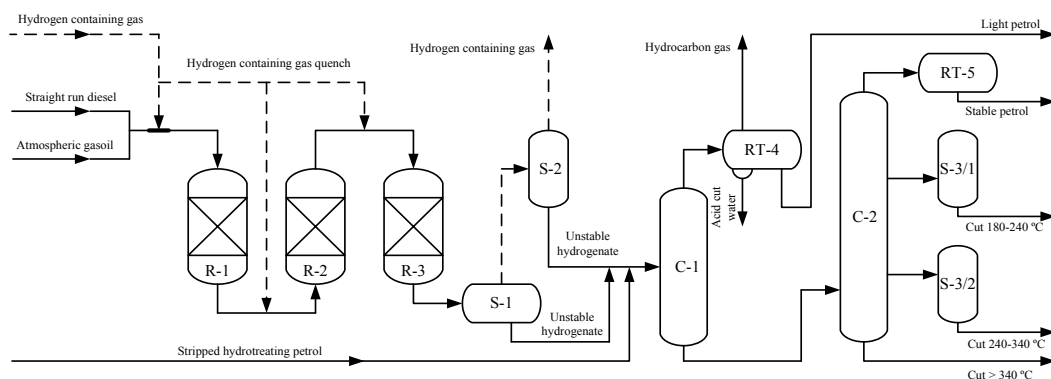 Hydrogen containing gas
Hydrogen containing gas quench
Straight run diesel
Atmospheric gasoil
R-1
R-2
R-3
S-1
Hydrogen containing gas
S-2
Unstable
hydrogenate
Unstable
hydrogenate
Stripped hydrotreating petrol
C-1
Hydrocarbon gas
RT-4
Acid cut
water
Light petrol
RT-5
Stable petrol
C-2
S-3/1
Cut 180-240 ºC
S-3/2
Cut 240-340 ºC
Cut > 340 ºC